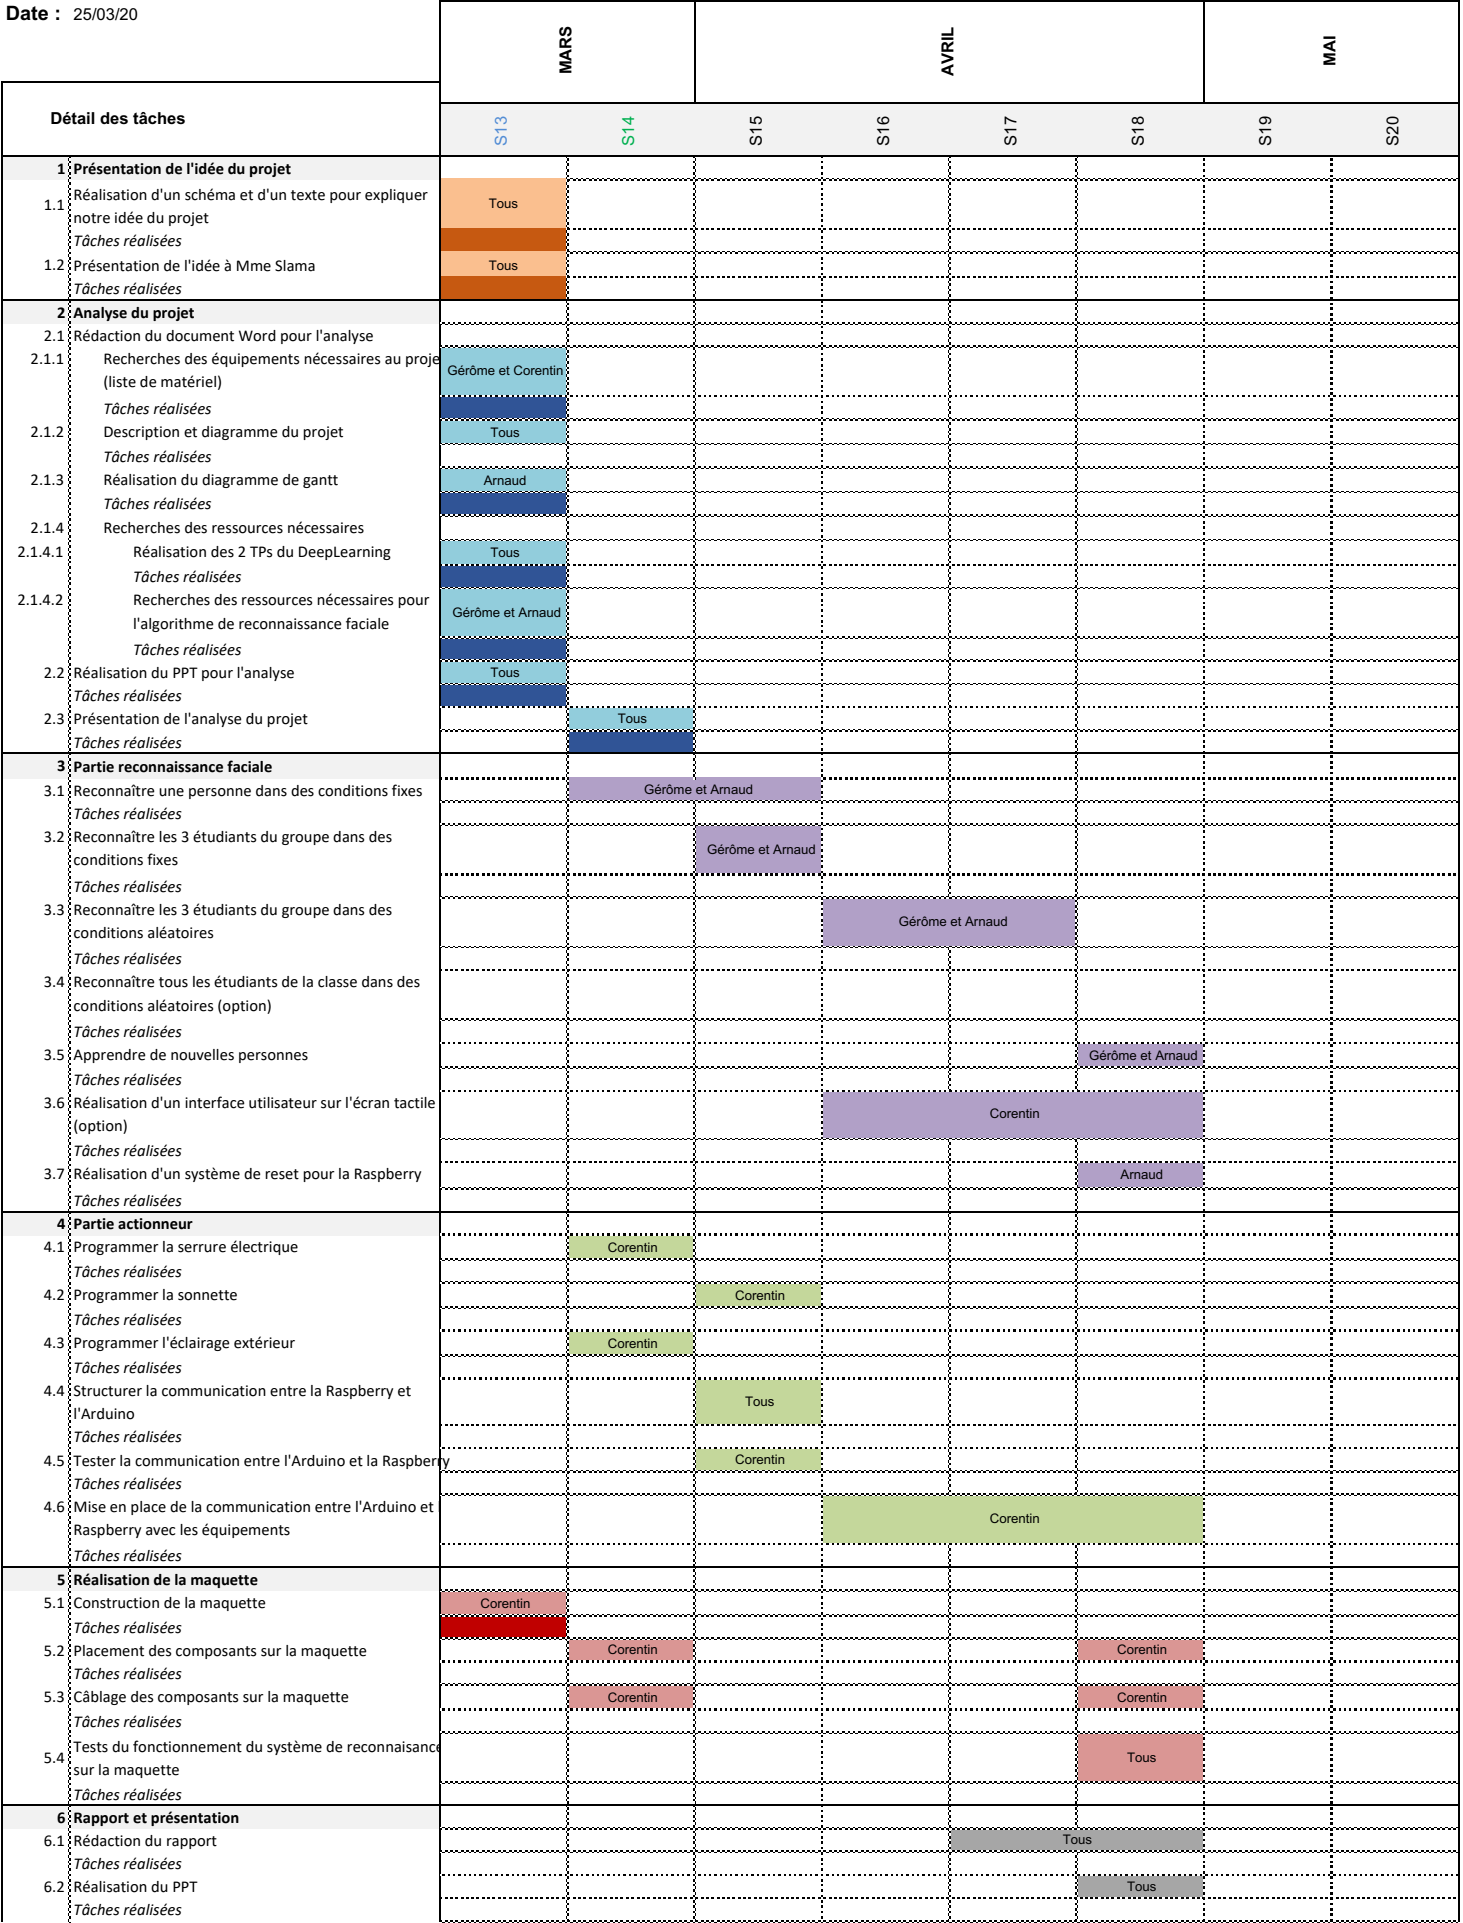 Date : 25/03/20
MARS
AVRIL
MAI
Détail des tâches
S13
S14
S15
S16
S17
S18
S19
S20
1 Présentation de l'idée du projet
1.1 Réalisation d'un schéma et d'un texte pour expliquer
notre idée du projet
Tous
Tâches réalisées
1.2 Présentation de l'idée à Mme Slama Tous
Tâches réalisées
2 Analyse du projet
2.1 Rédaction du document Word pour l'analyse
2.1.1 Recherches des équipements nécessaires au proje
(liste de matériel)
Gérôme et Corentin
Tâches réalisées
2.1.2 Description et diagramme du projet Tous
Tâches réalisées
2.1.3 Réalisation du diagramme de gantt Arnaud
Tâches réalisées
2.1.4 Recherches des ressources nécessaires
2.1.4.1 Réalisation des 2 TPs du DeepLearning Tous
Tâches réalisées
2.1.4.2 Recherches des ressources nécessaires pour
l'algorithme de reconnaissance faciale
Gérôme et Arnaud
Tâches réalisées
2.2 Réalisation du PPT pour l'analyse Tous
Tâches réalisées
2.3 Présentation de l'analyse du projet Tous
Tâches réalisées
3 Partie reconnaissance faciale
3.1 Reconnaître une personne dans des conditions fixes Gérôme et Arnaud
Tâches réalisées
3.2 Reconnaître les 3 étudiants du groupe dans des
conditions fixes
Gérôme et Arnaud
Tâches réalisées
3.3 Reconnaître les 3 étudiants du groupe dans des
conditions aléatoires
Gérôme et Arnaud
Tâches réalisées
3.4 Reconnaître tous les étudiants de la classe dans des
conditions aléatoires (option)
Tâches réalisées
3.5 Apprendre de nouvelles personnes Gérôme et Arnaud
Tâches réalisées
3.6 Réalisation d'un interface utilisateur sur l'écran tactile
(option)
Corentin
Tâches réalisées
3.7 Réalisation d'un système de reset pour la Raspberry Arnaud
Tâches réalisées
4 Partie actionneur
4.1 Programmer la serrure électrique Corentin
Tâches réalisées
4.2 Programmer la sonnette Corentin
Tâches réalisées
4.3 Programmer l'éclairage extérieur Corentin
Tâches réalisées
4.4 Structurer la communication entre la Raspberry et
l'Arduino
Tous
Tâches réalisées
4.5 Tester la communication entre l'Arduino et la Raspberry Corentin
Tâches réalisées
4.6 Mise en place de la communication entre l'Arduino et
Raspberry avec les équipements
Corentin
Tâches réalisées
5 Réalisation de la maquette
5.1 Construction de la maquette Corentin
Tâches réalisées
5.2 Placement des composants sur la maquette Corentin Corentin
Tâches réalisées
5.3 Câblage des composants sur la maquette Corentin Corentin
Tâches réalisées
5.4 Tests du fonctionnement du système de reconnaisance
sur la maquette
Tous
Tâches réalisées
6 Rapport et présentation
6.1 Rédaction du rapport Tous
Tâches réalisées
6.2 Réalisation du PPT Tous
Tâches réalisées